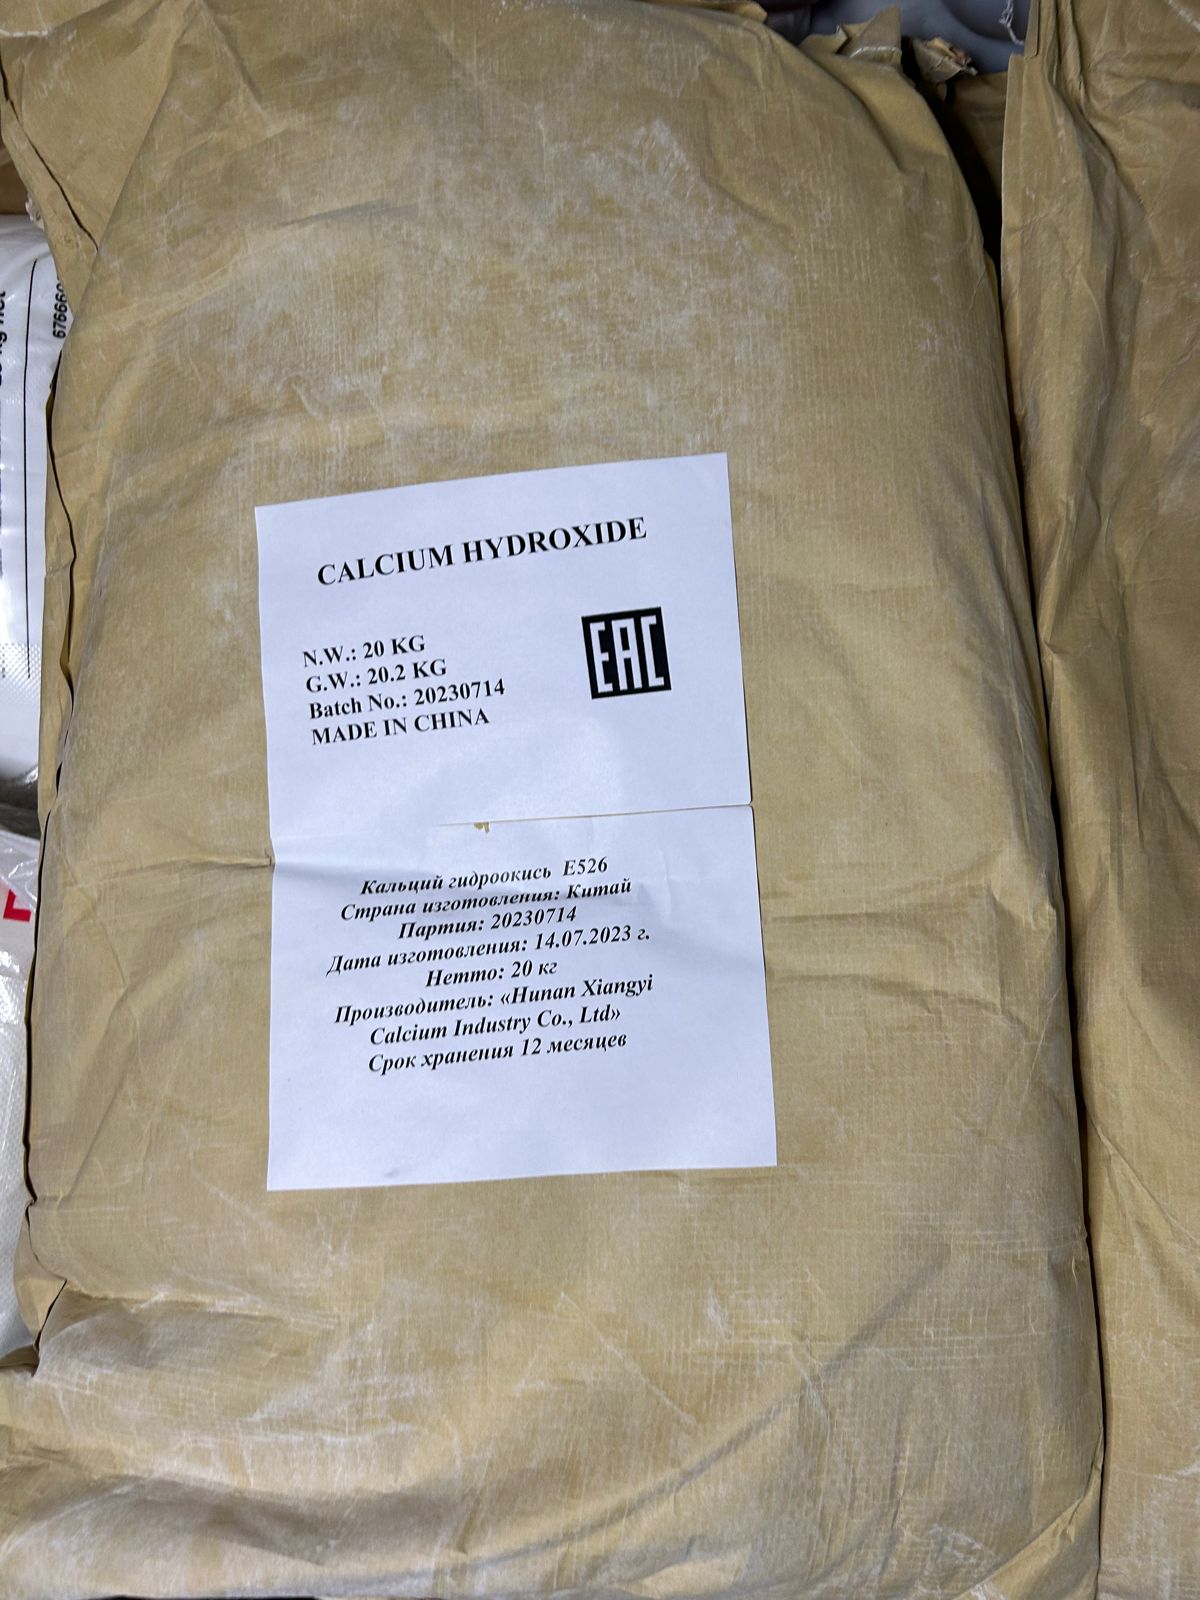 CALCIUM HYDROXIDE
N.W.: 20 KG
G.W.: 20.2 KG
Batch No.: 20230714
MADE IN CHINA
EAC
Кальций гидроокись E526
Страна изготовления: Китай
Партия: 20230714
Дата изготовления: 14.07.2023 г.
Нетто: 20 кг
Производитель: «Hunan Xiangyi
Calcium Industry Co., Ltd»
Срок хранения 12 месяцев